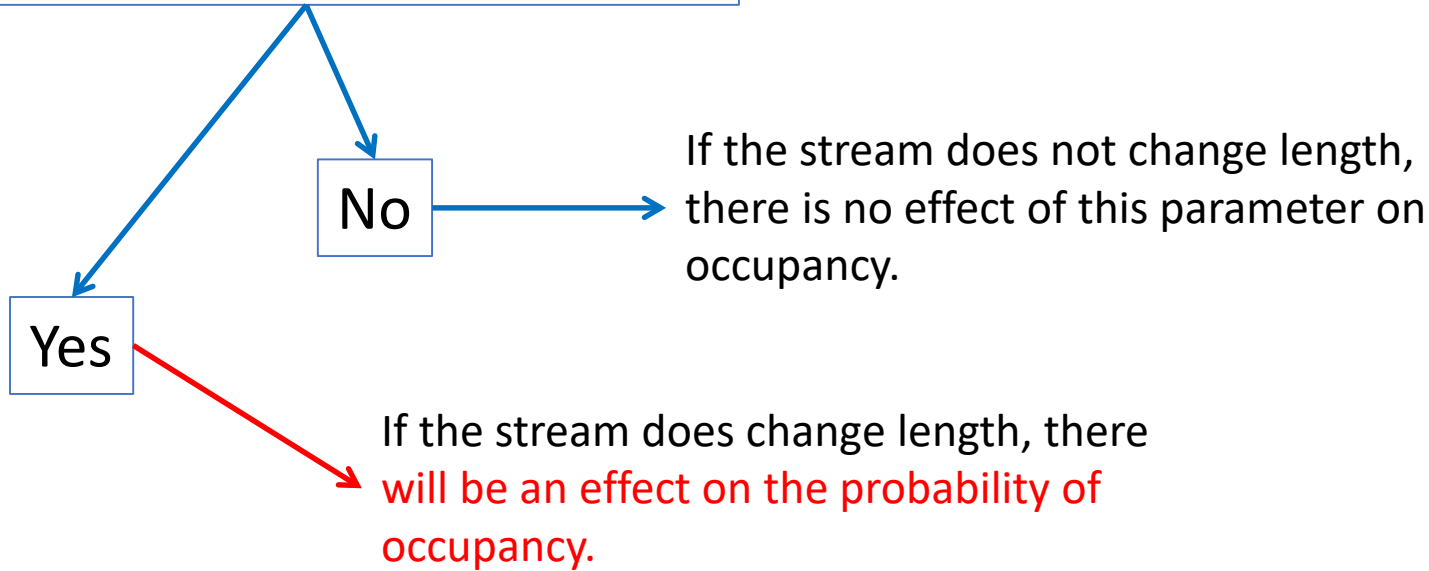 If the stream does not change length,
No
there is no effect of this parameter on
occupancy.
Yes
If the stream does change length, there
will be an effect on the probability of
occupancy.